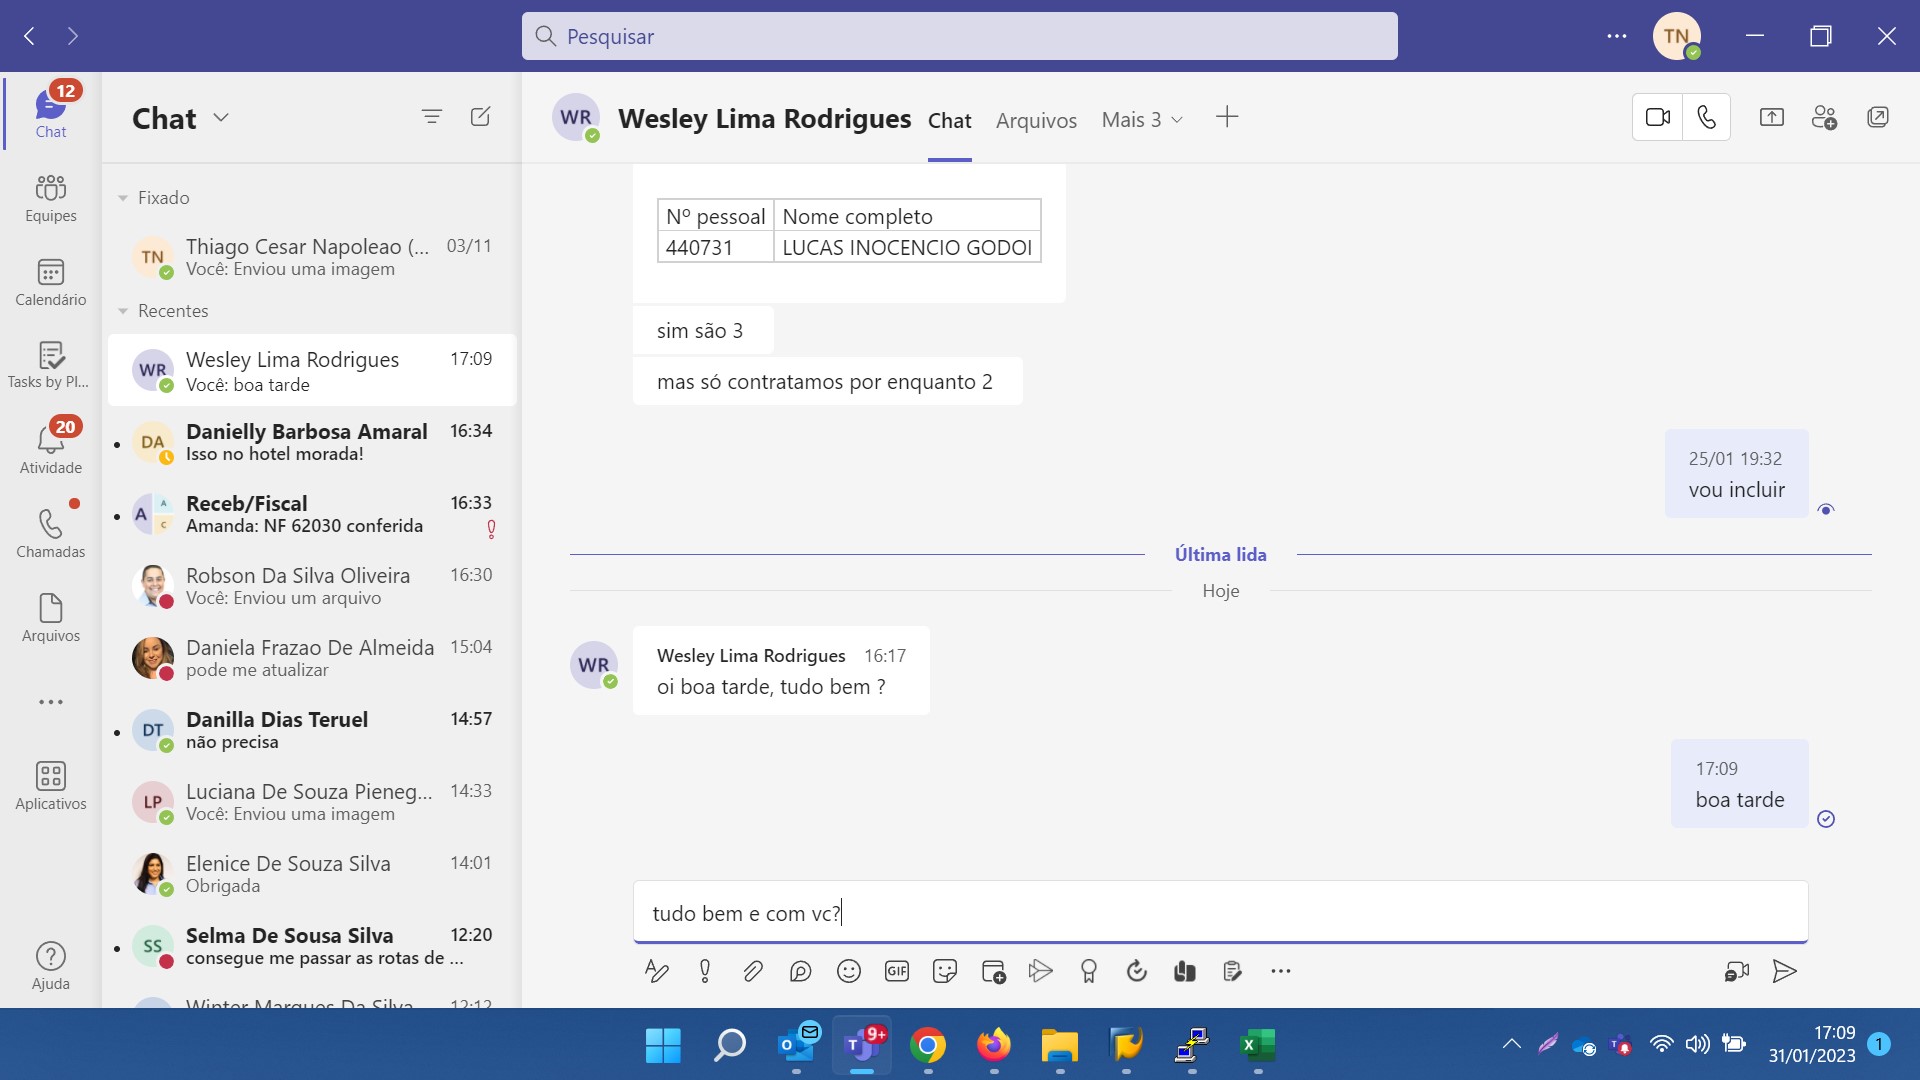 Pesquisar
TN
12
Chat
Equipes
Calendário
Tasks by Pl...
20
Atividade
Chamadas
Arquivos
Aplicativos
Ajuda
Chat
Fixado
TN
Thiago Cesar Napoleao (... 03/11
Você: Enviou uma imagem
Recentes
WR
Wesley Lima Rodrigues 17:09
Você: boa tarde
DA
Danielly Barbosa Amaral 16:34
Isso no hotel morada!
A A C
Receb/Fiscal 16:33
Amanda: NF 62030 conferida
Robson Da Silva Oliveira 16:30
Você: Enviou um arquivo
Daniela Frazao De Almeida 15:04
pode me atualizar
DT
Danilla Dias Teruel 14:57
não precisa
LP
Luciana De Souza Pieneg... 14:33
Você: Enviou uma imagem
Elenice De Souza Silva 14:01
Obrigada
SS
Selma De Sousa Silva 12:20
consegue me passar as rotas de ...
Winter Marques Da Silva 12:12
WR
Wesley Lima Rodrigues Chat Arquivos Mais 3
Nº pessoal Nome completo
440731 LUCAS INOCENCIO GODOI
sim são 3
mas só contratamos por enquanto 2
25/01 19:32
vou incluir
Última lida
Hoje
WR
Wesley Lima Rodrigues 16:17
oi boa tarde, tudo bem ?
17:09
boa tarde
tudo bem e com vc?
GIF
9+
17:09
31/01/2023
1